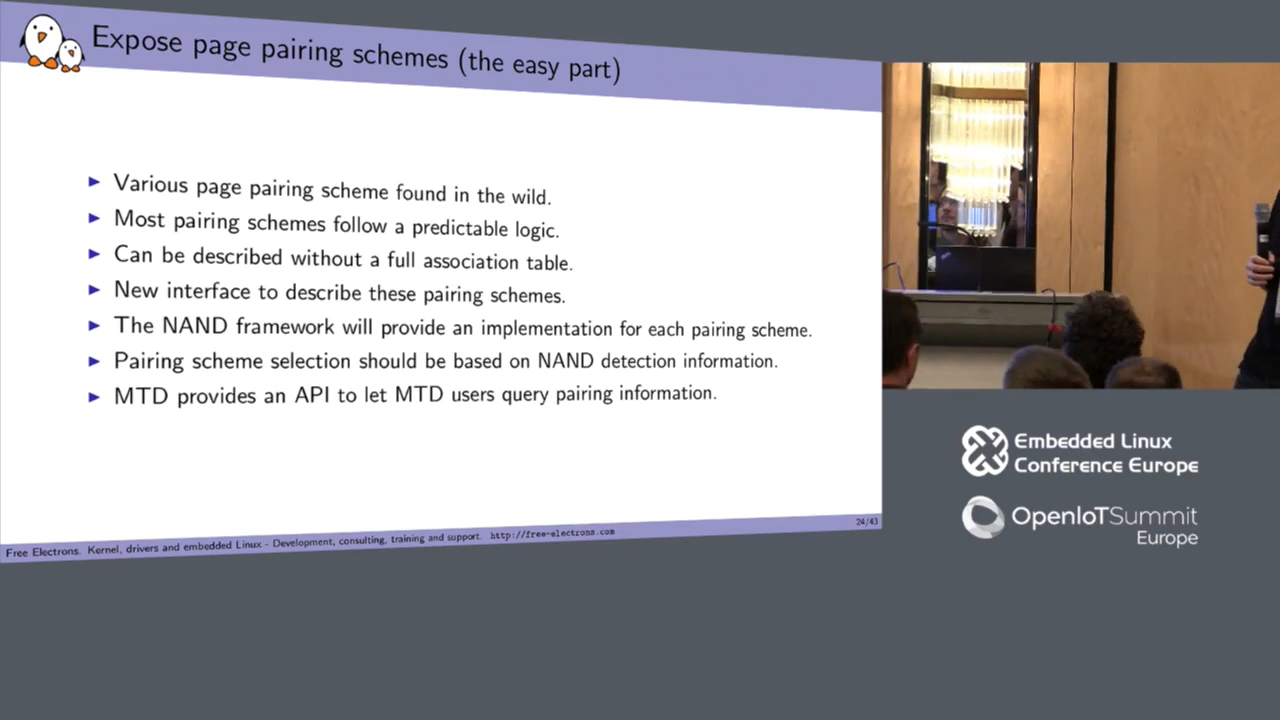 Expose page pairing schemes (the easy part)
Various page pairing scheme found in the wild.
Most pairing schemes follow a predictable logic.
Can be described without a full association table.
New interface to describe these pairing schemes.
The NAND framework will provide an implementation for each pairing scheme.
Pairing scheme selection should be based on NAND detection information.
MTD provides an API to let MTD users query pairing information.
Free Electrons. Kernel, drivers and embedded Linux - Development, consulting, training and support. http://free-electrons.com
24/43
Embedded Linux
Conference Europe
OpenIoTSummit
Europe